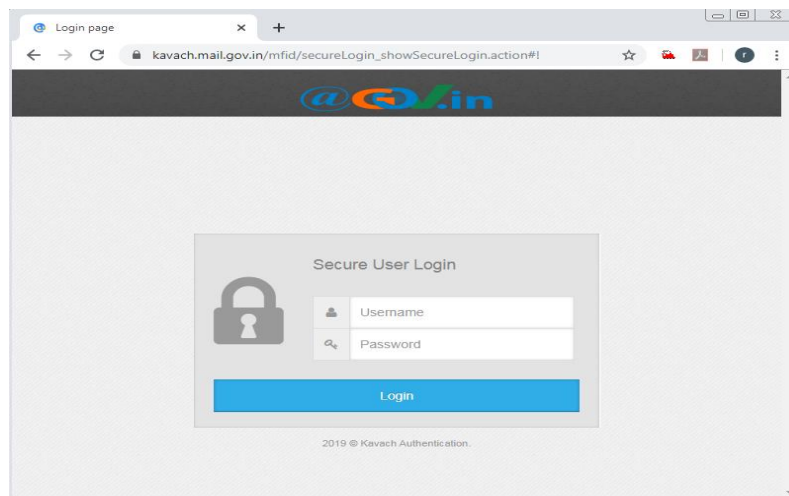 Login page
kavach.mail.gov.in/mfid/secureLogin_showSecureLogin.action#!
r
@GOV.in
Secure User Login
Username
Password
Login
2019 © Kavach Authentication.